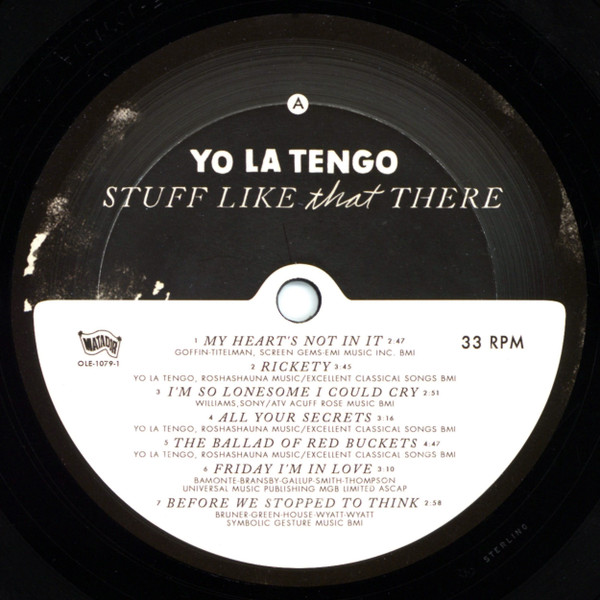 A
YO LA TENGO
STUFF LIKE that THERE
MATADOR
OLE-1079-1
33 RPM
1 MY HEART'S NOT IN IT 2:47
GOFFIN-TITELMAN, SCREEN GEMS-EMI MUSIC INC. BMI
2 RICKETY 3:45
YO LA TENGO, ROSHASHAUNA MUSIC/EXCELLENT CLASSICAL SONGS BMI
3 I'M SO LONESOME I COULD CRY 2:51
WILLIAMS,SONY/ATV ACUFF ROSE MUSIC BMI
4 ALL YOUR SECRETS 3:16
YO LA TENGO, ROSHASHAUNA MUSIC/EXCELLENT CLASSICAL SONGS BMI
5 THE BALLAD OF RED BUCKETS 4:47
YO LA TENGO, ROSHASHAUNA MUSIC/EXCELLENT CLASSICAL SONGS BMI
6 FRIDAY I'M IN LOVE 3:10
BAMONTE-BRANSBY-GALLUP-SMITH-THOMPSON
UNIVERSAL MUSIC PUBLISHING MGB LIMITED ASCAP
7 BEFORE WE STOPPED TO THINK 2:58
BRUNER-GREEN-HOUSE-WYATT-WYATT
SYMBOLIC GESTURE MUSIC BMI
STERLING